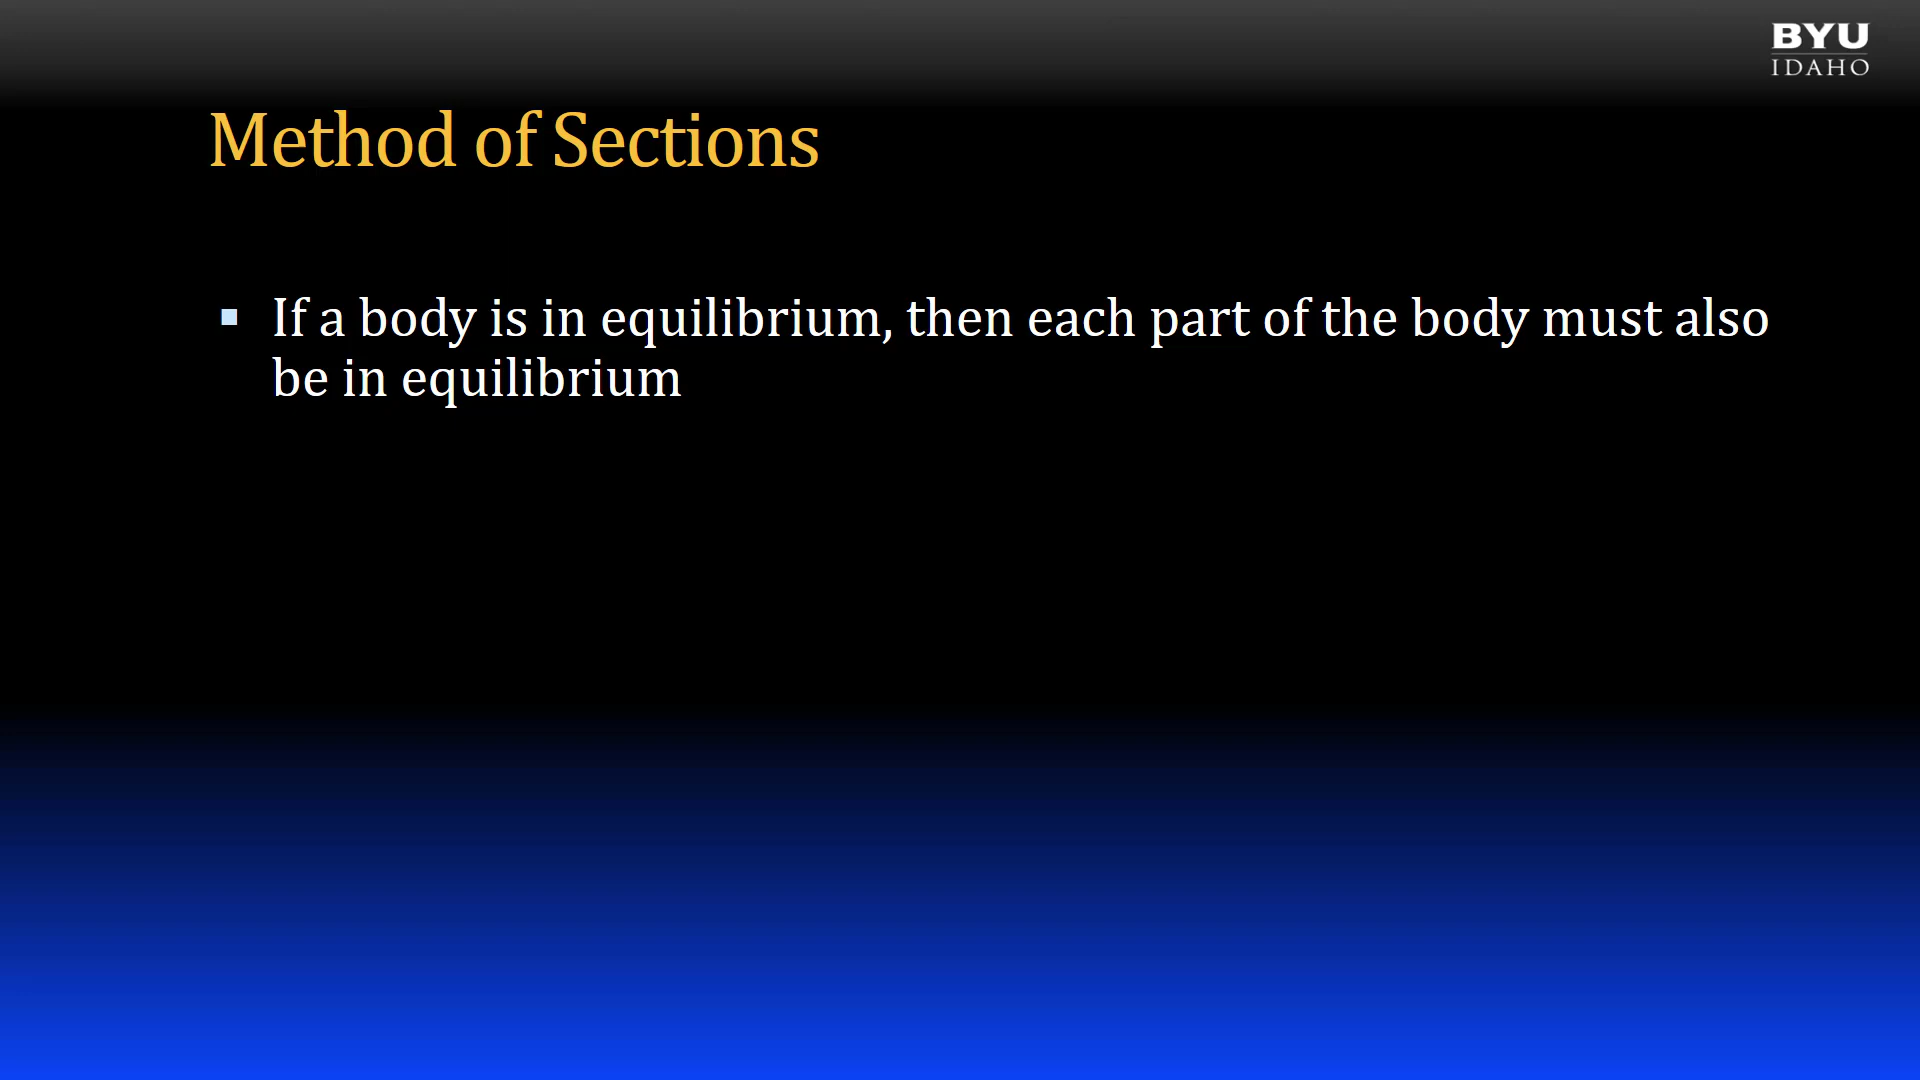 BYU
IDAHO
Method of Sections
If a body is in equilibrium, then each part of the body must also
be in equilibrium